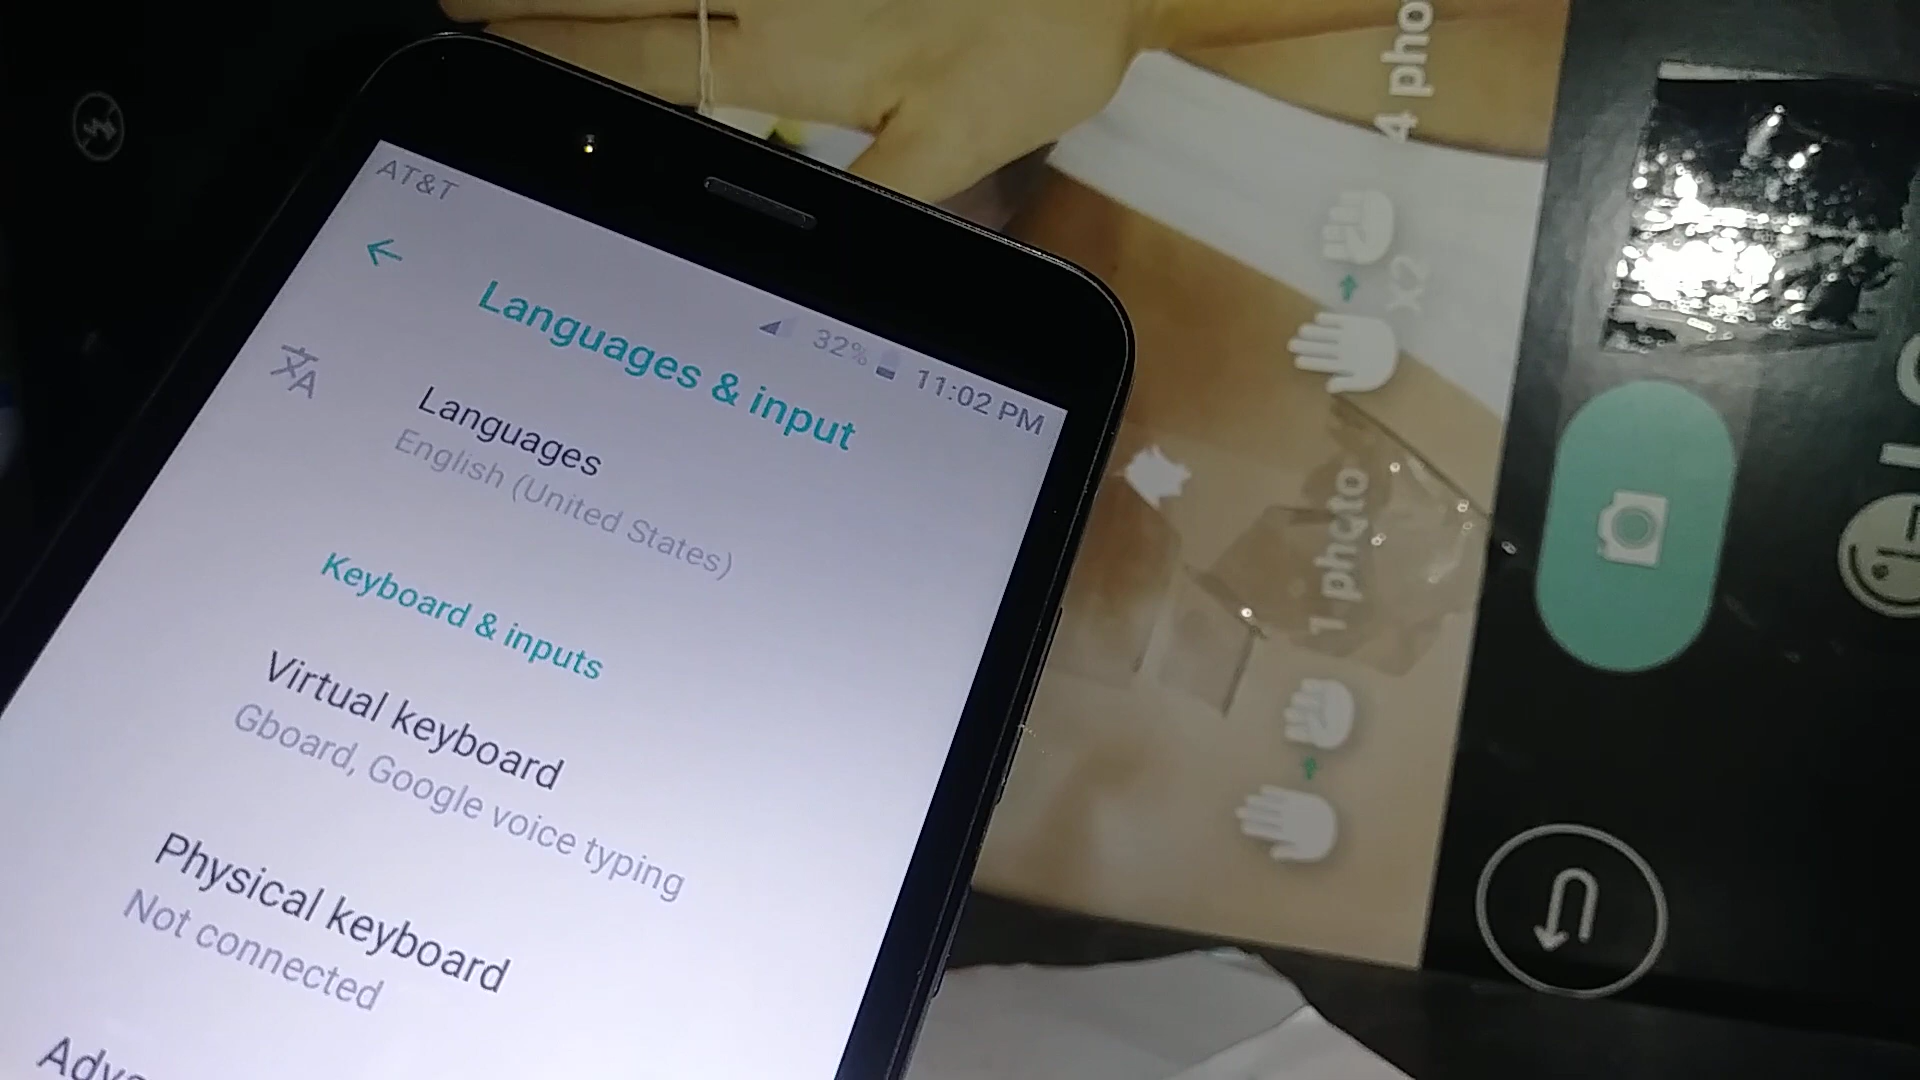 AT&T
32%
11:02 PM
Languages & input
Languages
English (United States)
Keyboard & inputs
Virtual keyboard
Gboard, Google voice typing
Physical keyboard
Not connected
4 pho
X2
1 photo